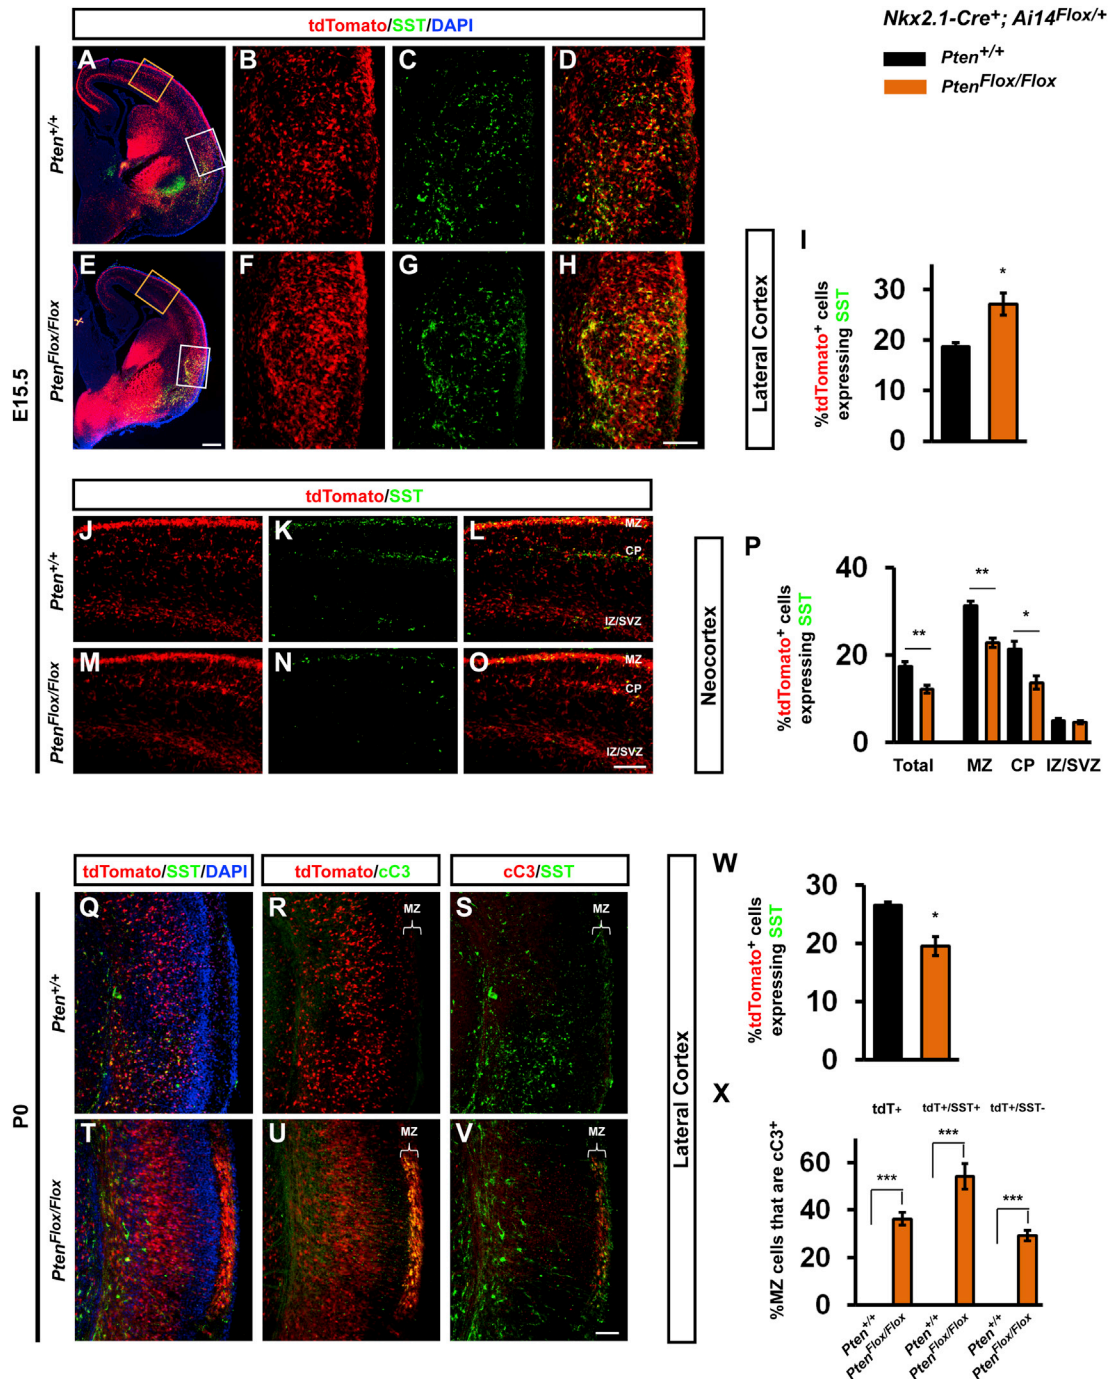 Nkx2.1-Cre+; Ai14Flox/+
Pten+/+
PtenFlox/Flox
tdTomato/SST/DAPI
A
B
C
D
Pten+/+
E
F
G
H
PtenFlox/Flox
E15.5
Lateral Cortex
I
%tdTomato+ cells
expressing SST
30
20
10
0
*
tdTomato/SST
J
K
L
MZ
CP
IZ/SVZ
Pten+/+
M
N
O
MZ
CP
IZ/SVZ
PtenFlox/Flox
Neocortex
P
%tdTomato+ cells
expressing SST
40
20
0
**
**
*
Total
MZ
CP
IZ/SVZ
tdTomato/SST/DAPI
tdTomato/cC3
cC3/SST
Q
R
MZ
S
MZ
Pten+/+
T
U
MZ
V
MZ
PtenFlox/Flox
P0
Lateral Cortex
W
%tdTomato+ cells
expressing SST
30
20
10
0
*
X
tdT+
tdT+/SST+
tdT+/SST-
%MZ cells that are cC3+
60
40
20
0
***
***
***
Pten+/+
PtenFlox/Flox
Pten+/+
PtenFlox/Flox
Pten+/+
PtenFlox/Flox